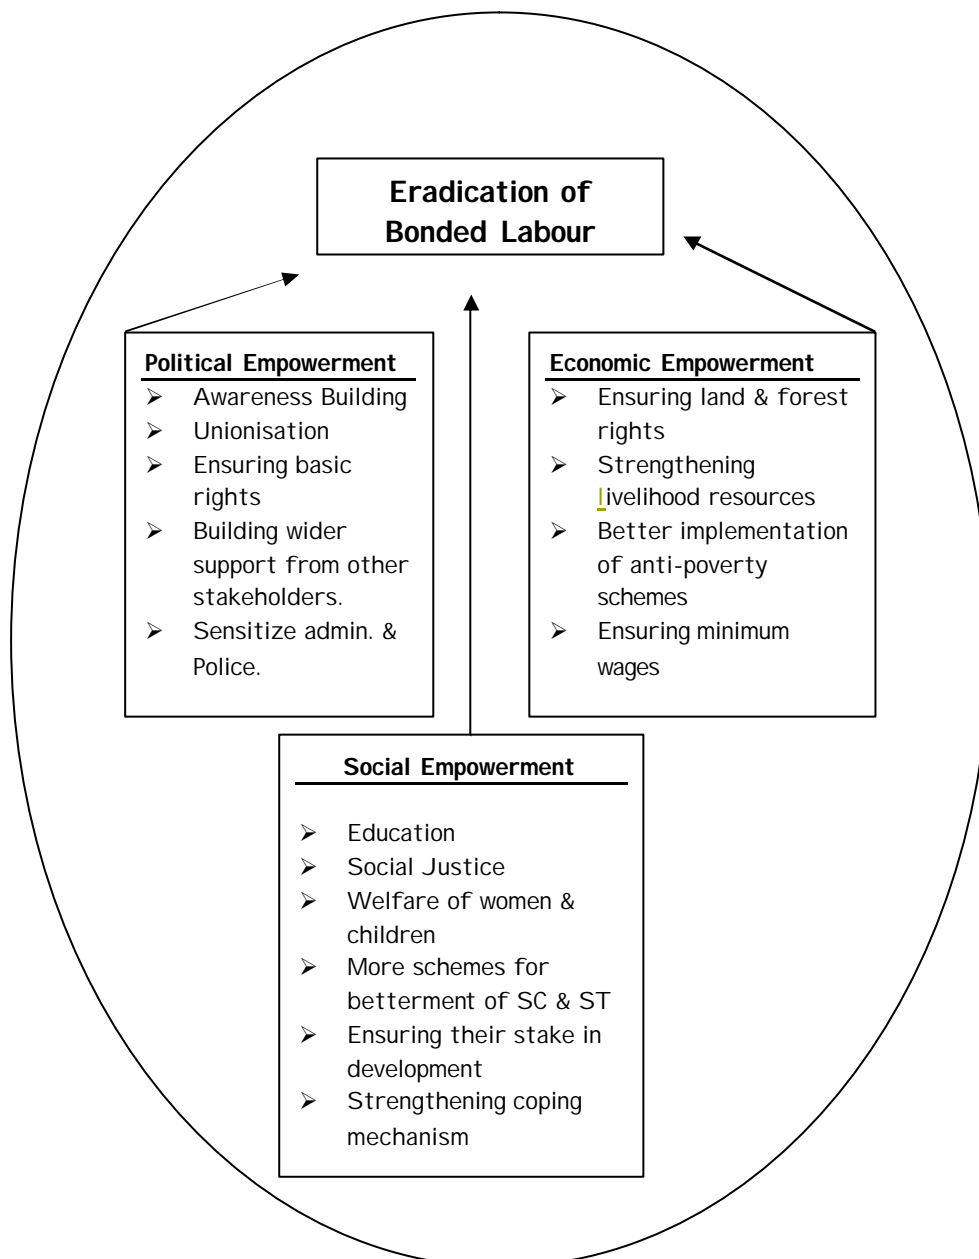 Eradication of
Bonded Labour
Political Empowerment
➢ Awareness Building
➢ Unionisation
➢ Ensuring basic
rights
➢ Building wider
support from other
stakeholders.
➢ Sensitize admin. &
Police.
Economic Empowerment
➢ Ensuring land & forest
rights
➢ Strengthening
livelihood resources
➢ Better implementation
of anti-poverty
schemes
➢ Ensuring minimum
wages
Social Empowerment
➢ Education
➢ Social Justice
➢ Welfare of women &
children
➢ More schemes for
betterment of SC & ST
➢ Ensuring their stake in
development
➢ Strengthening coping
mechanism